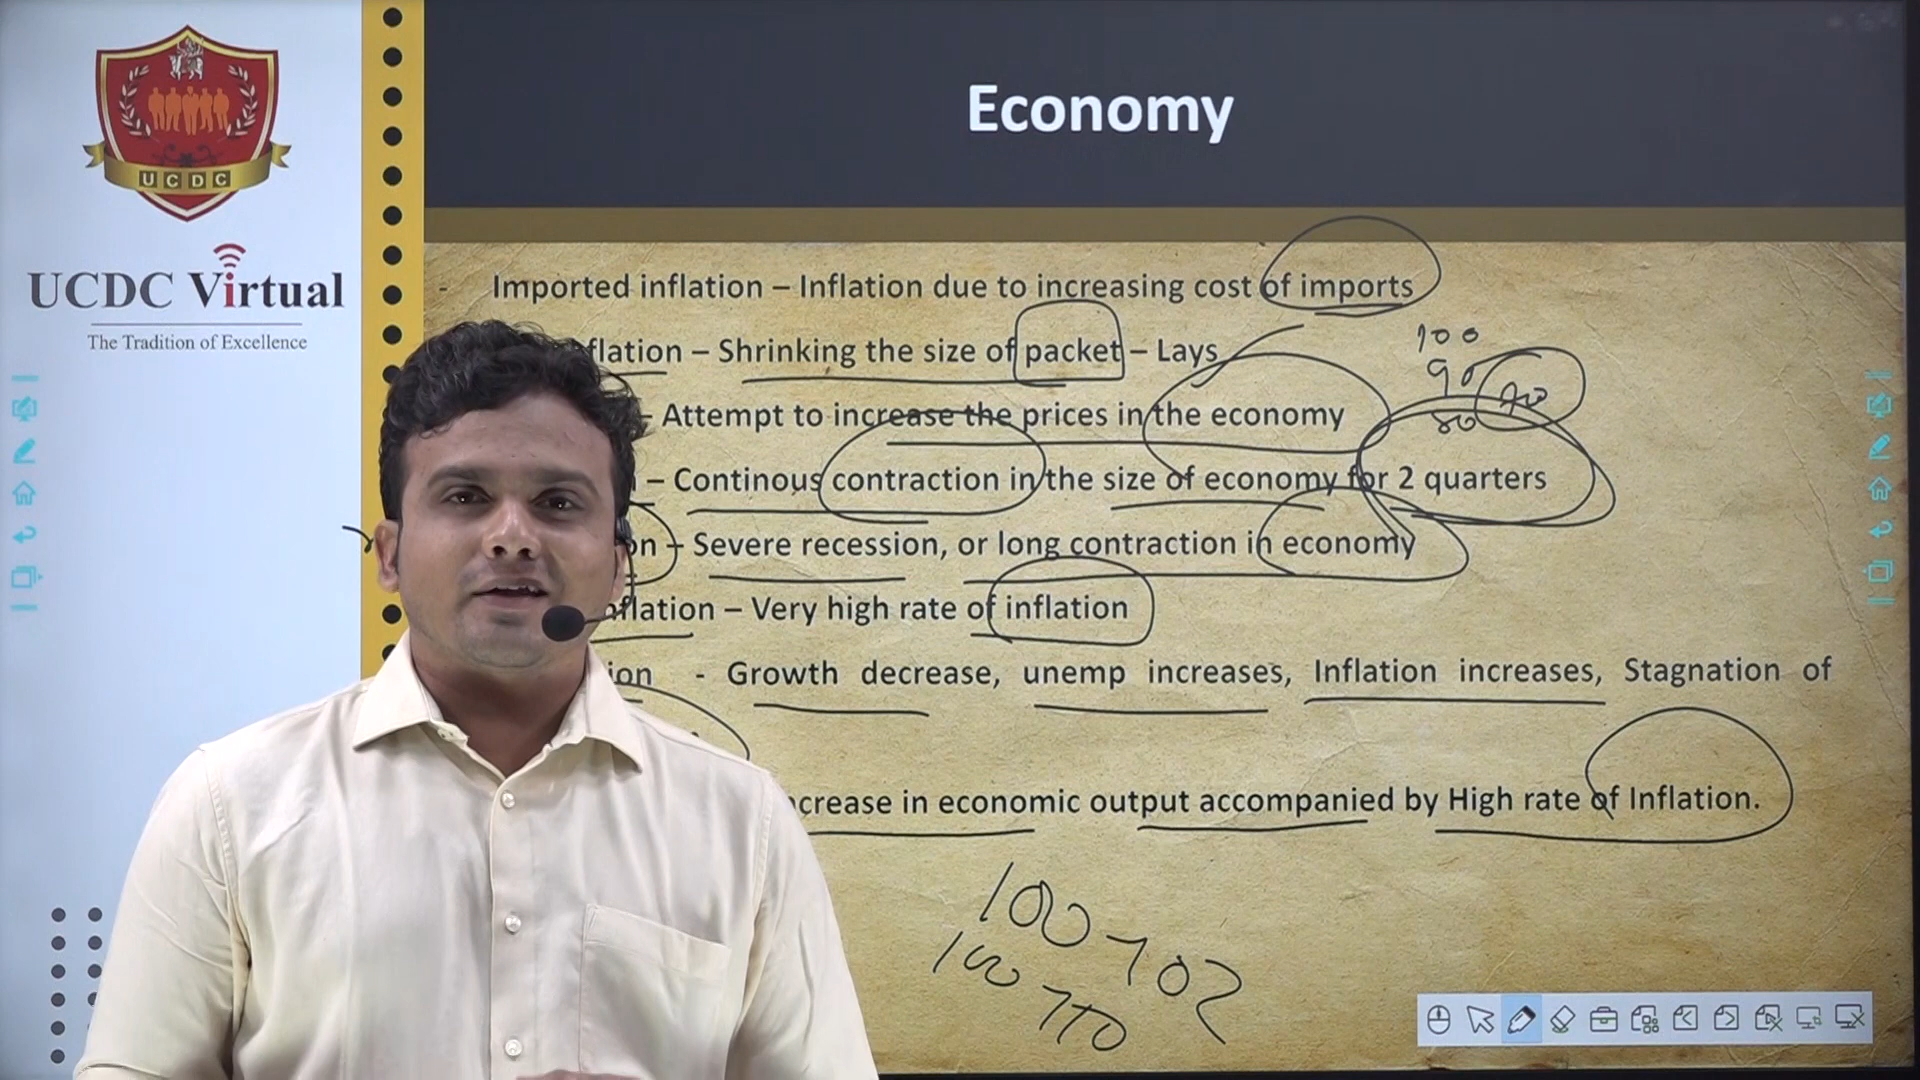 UCDC
UCDC Virtual
The Tradition of Excellence
Economy
- Imported inflation – Inflation due to increasing cost of imports
flation – Shrinking the size of packet – Lays
– Attempt to increase the prices in the economy
– Continous contraction in the size of economy for 2 quarters
on – Severe recession, or long contraction in economy
nflation – Very high rate of inflation
ion - Growth decrease, unemp increases, Inflation increases, Stagnation of
crease in economic output accompanied by High rate of Inflation.
100
90
80
100